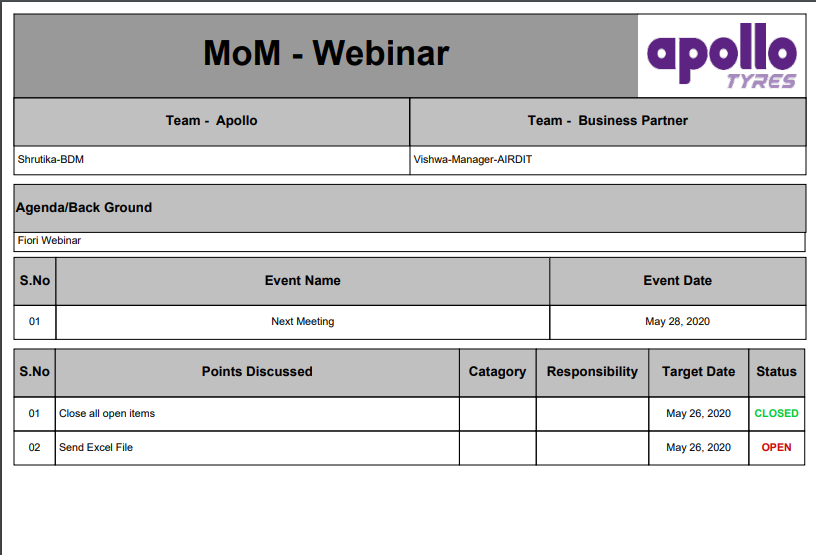 MoM - Webinar
apollo
TYRES
Team - Apollo
Team - Business Partner
Shrutika-BDM
Vishwa-Manager-AIRDIT
Agenda/Back Ground
Fiori Webinar
S.No Event Name Event Date
01 Next Meeting May 28, 2020
S.No Points Discussed Catagory Responsibility Target Date Status
01 Close all open items May 26, 2020 CLOSED
02 Send Excel File May 26, 2020 OPEN